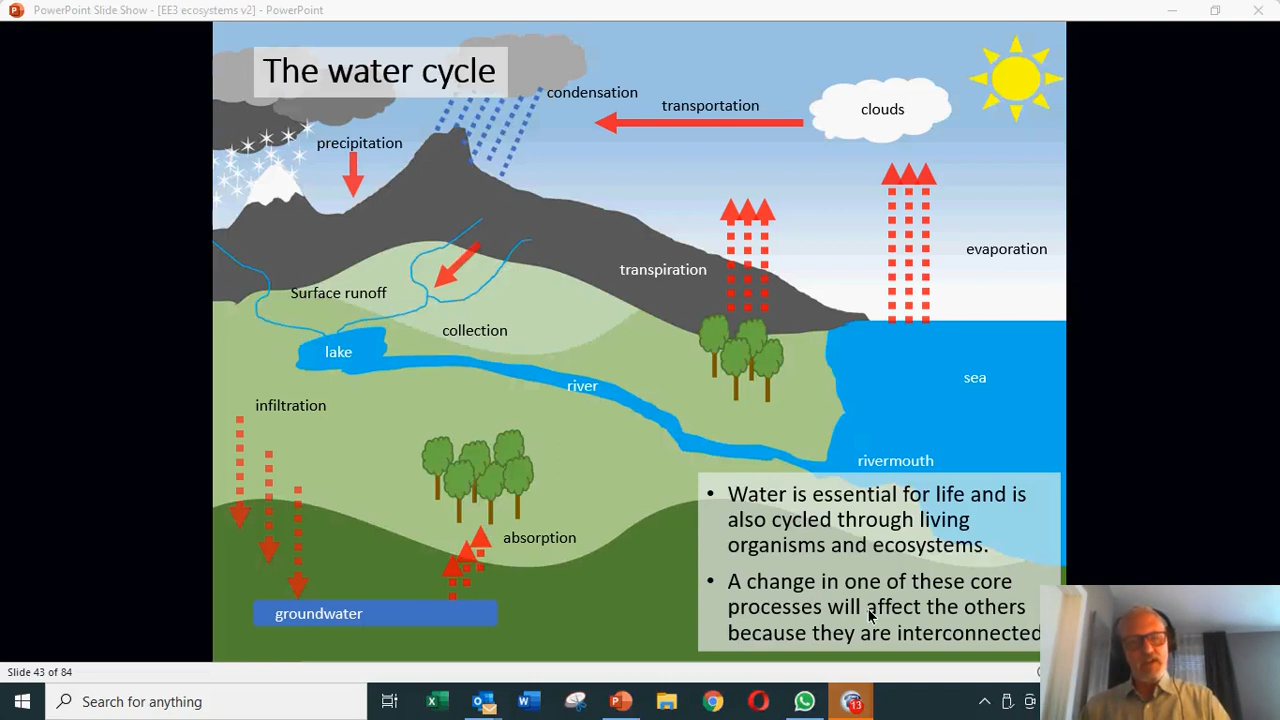 PowerPoint Slide Show - [EE3 ecosystems v2] - PowerPoint
The water cycle
condensation
transportation
clouds
precipitation
evaporation
transpiration
Surface runoff
collection
lake
river
sea
infiltration
rivermouth
• Water is essential for life and is
also cycled through living
organisms and ecosystems.
• A change in one of these core
processes will affect the others
because they are interconnected
absorption
groundwater
Slide 43 of 84
Search for anything
13